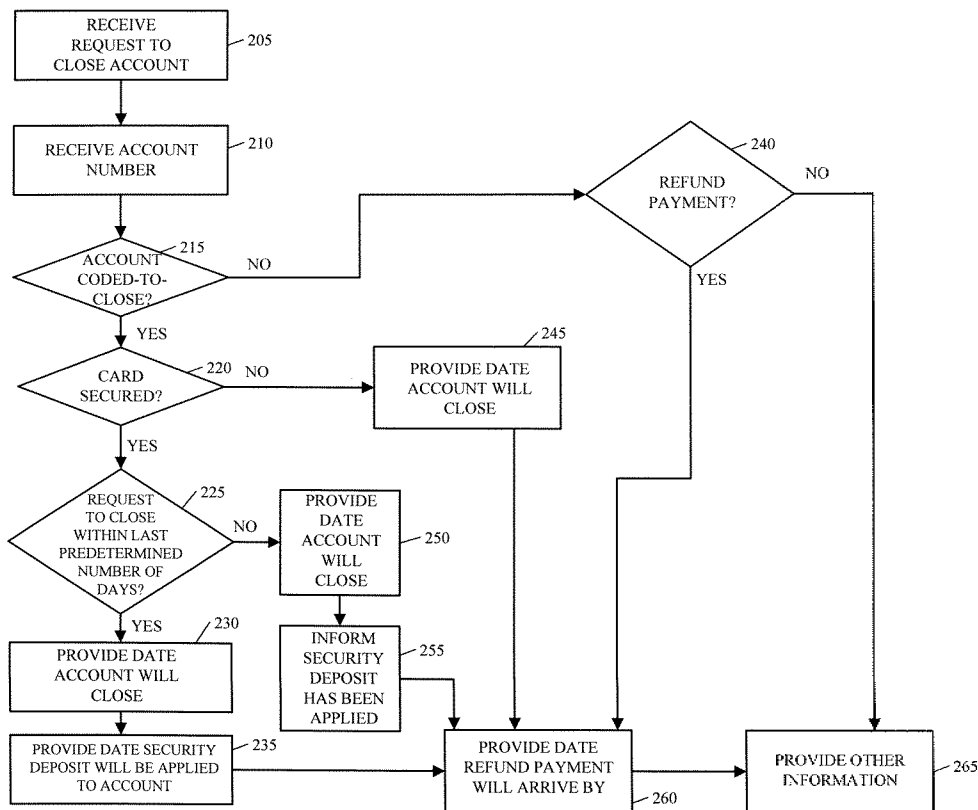 RECEIVE
REQUEST TO
CLOSE ACCOUNT
205
RECEIVE ACCOUNT
NUMBER
210
ACCOUNT
CODED-TO-
CLOSE?
215
NO
YES
REFUND
PAYMENT?
240
NO
YES
CARD
SECURED?
220
NO
YES
PROVIDE DATE
ACCOUNT WILL
CLOSE
245
REQUEST
TO CLOSE
WITHIN LAST
PREDETERMINED
NUMBER OF
DAYS?
225
NO
YES
PROVIDE
DATE
ACCOUNT
WILL
CLOSE
250
INFORM
SECURITY
DEPOSIT
HAS BEEN
APPLIED
255
PROVIDE DATE
ACCOUNT WILL
CLOSE
230
PROVIDE DATE SECURITY
DEPOSIT WILL BE APPLIED
TO ACCOUNT
235
PROVIDE DATE
REFUND PAYMENT
WILL ARRIVE BY
260
PROVIDE OTHER
INFORMATION
265